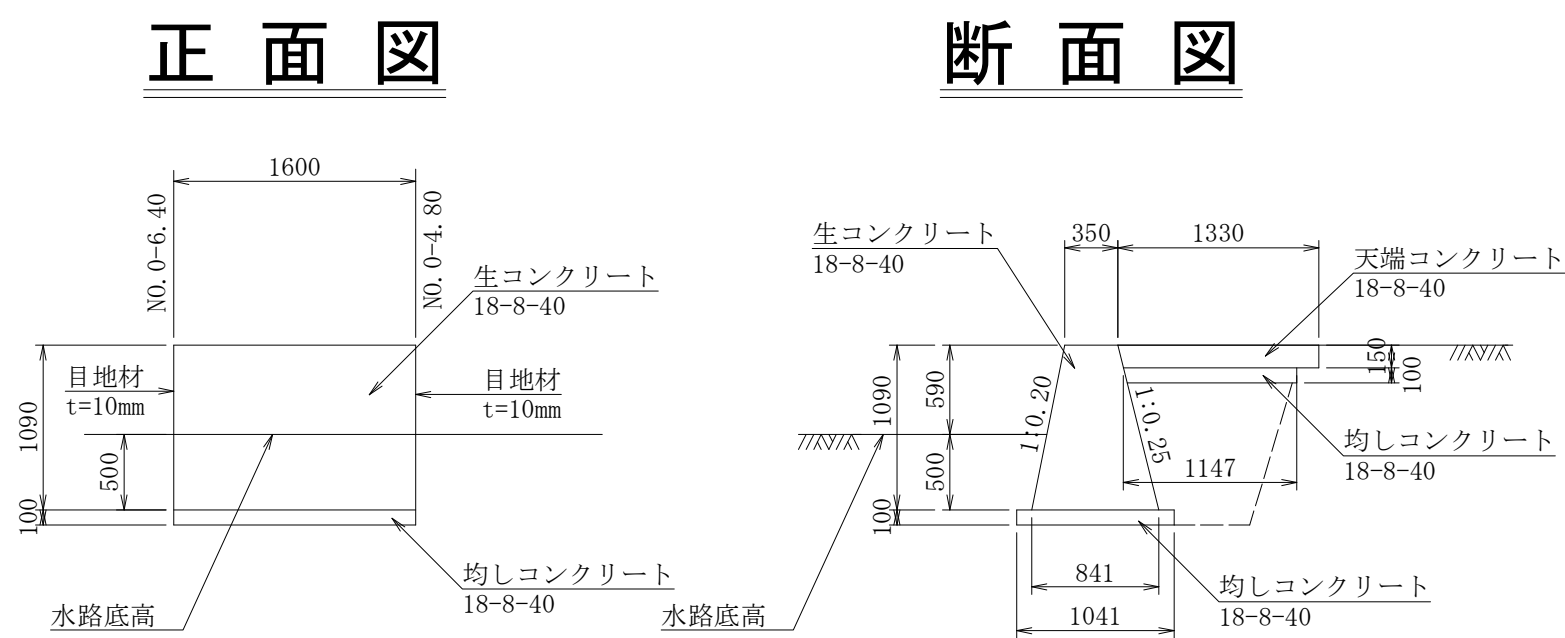 正面図
断面図
1600
NO.0-6.40
NO.0-4.80
生コンクリート
18-8-40
目地材
t=10mm
目地材
t=10mm
1090
500
100
均しコンクリート
18-8-40
水路底高
生コンクリート
18-8-40
350
1330
天端コンクリート
18-8-40
150
100
1090
590
500
100
1:0.20
1:0.25
均しコンクリート
18-8-40
1147
841
1041
均しコンクリート
18-8-40
水路底高